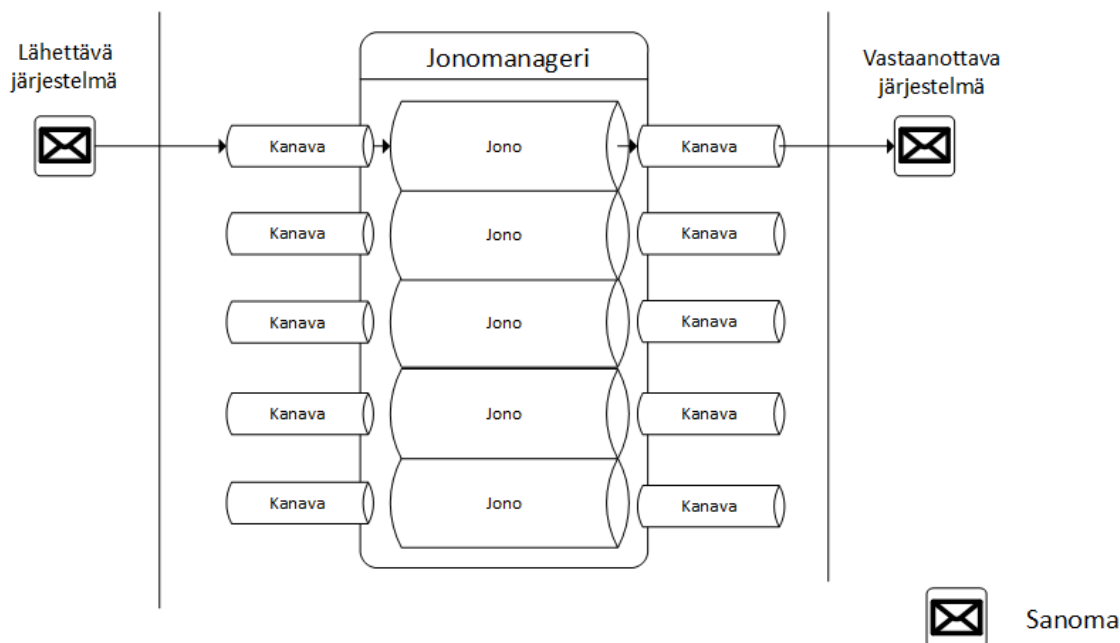 Lähettävä
järjestelmä
Jonomanageri
Vastaanottava
järjestelmä
Kanava
Jono
Kanava
Kanava
Jono
Kanava
Kanava
Jono
Kanava
Kanava
Jono
Kanava
Kanava
Jono
Kanava
Sanoma